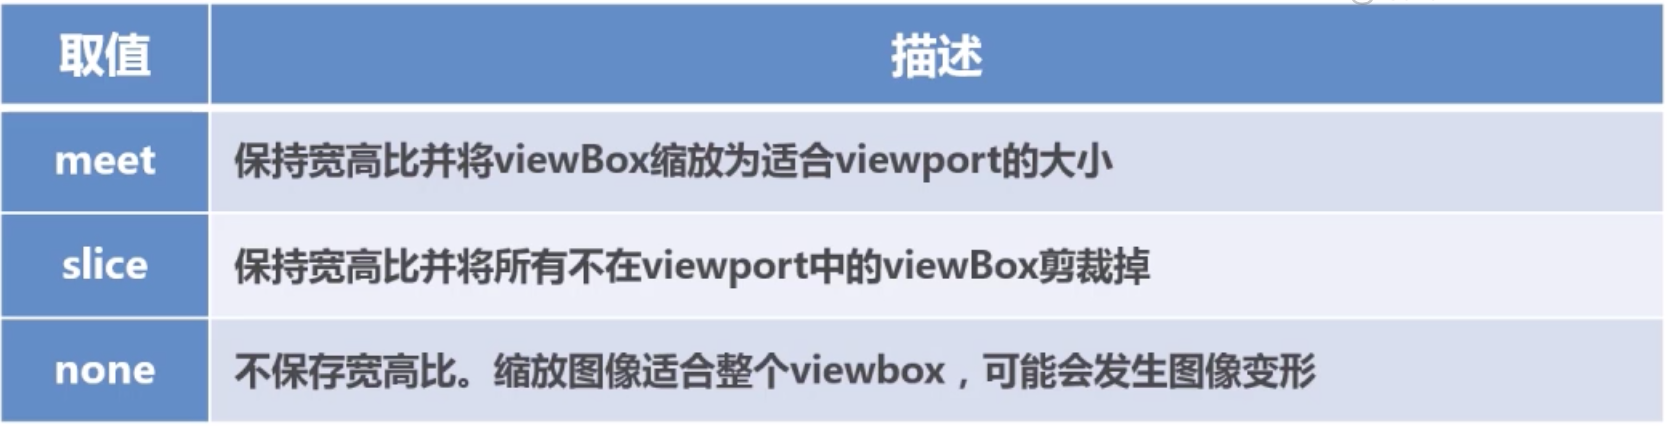 取值 描述
meet 保持宽高比并将viewBox缩放为适合viewport的大小
slice 保持宽高比并将所有不在viewport中的viewBox剪裁掉
none 不保存宽高比。缩放图像适合整个viewbox，可能会发生图像变形